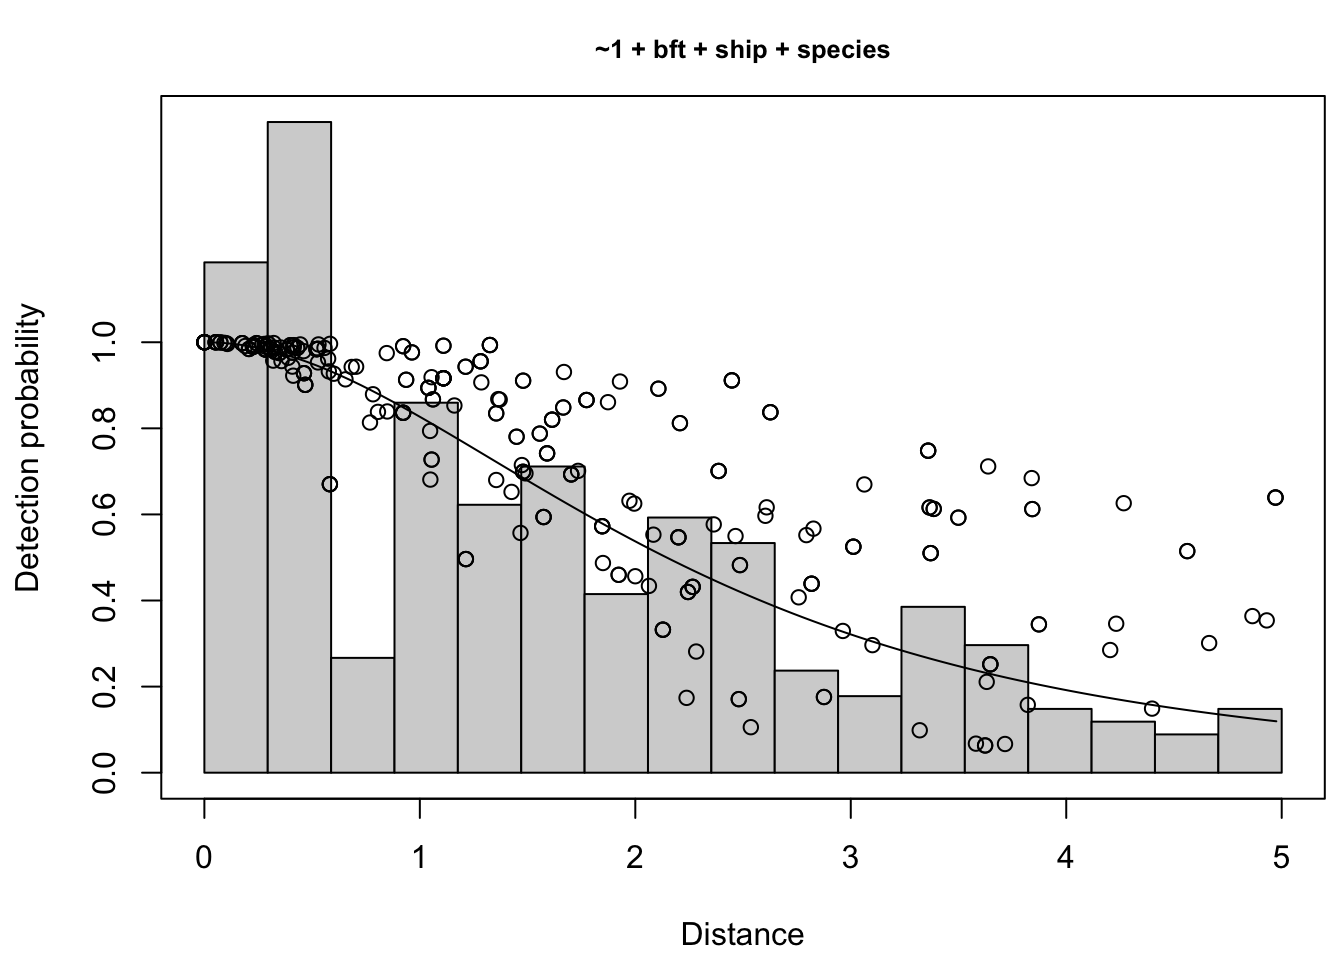 ~1 + bft + ship + species
Detection probability
1.0
0.8
0.6
0.4
0.2
0.0
0 1 2 3 4 5
Distance